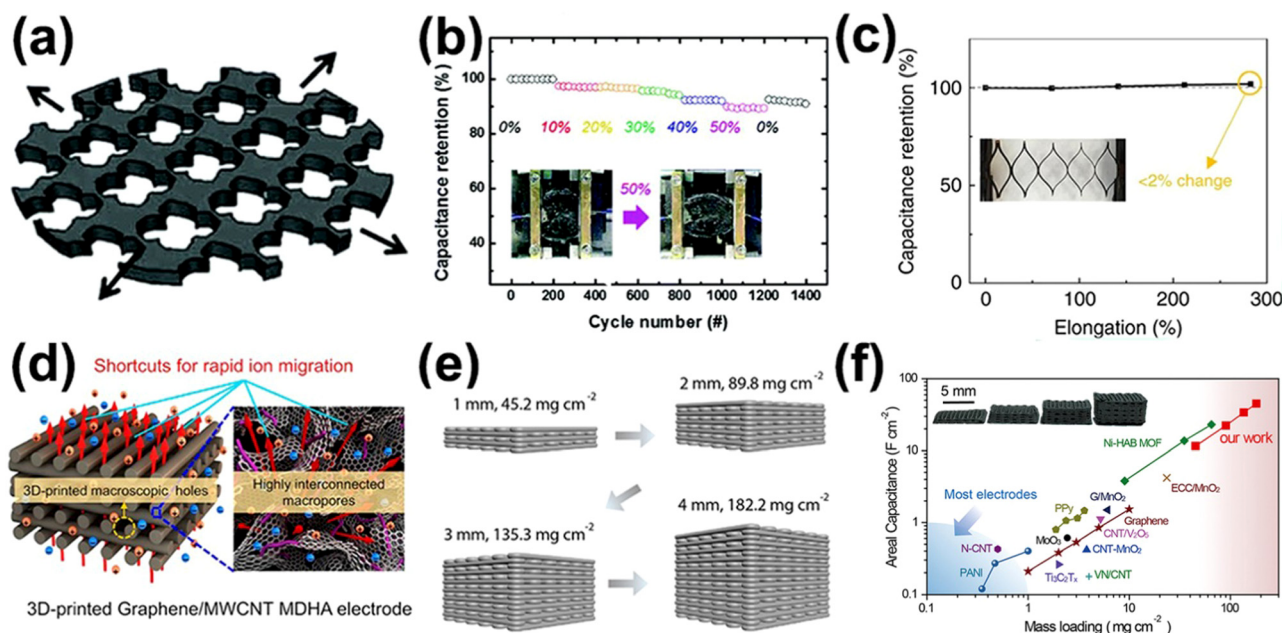 (a)
(b)
Capacitance retention (%)
100
80
60
40
0%
10%
20%
30%
40%
50%
0%
50%
0
200
400
600
800
1000
1200
1400
Cycle number (#)
(c)
Capacitance retention (%)
100
50
0
<2% change
0
100
200
300
Elongation (%)
(d)
Shortcuts for rapid ion migration
3D-printed macroscopic holes
Highly interconnected
macropores
3D-printed Graphene/MWCNT MDHA electrode
(e)
1 mm, 45.2 mg cm⁻²
2 mm, 89.8 mg cm⁻²
3 mm, 135.3 mg cm⁻²
4 mm, 182.2 mg cm⁻²
(f)
Areal Capacitance (F cm⁻²)
100
10
1
0.1
5 mm
Ni-HAB MOF
our work
ECC/MnO₂
Most electrodes
PPy
G/MnO₂
Graphene
MoO₃
CNT/V₂O₅
N-CNT
CNT-MnO₂
PANI
Ti₃C₂Tₓ
VN/CNT
0.1
1
10
100
Mass loading ( mg cm⁻²)